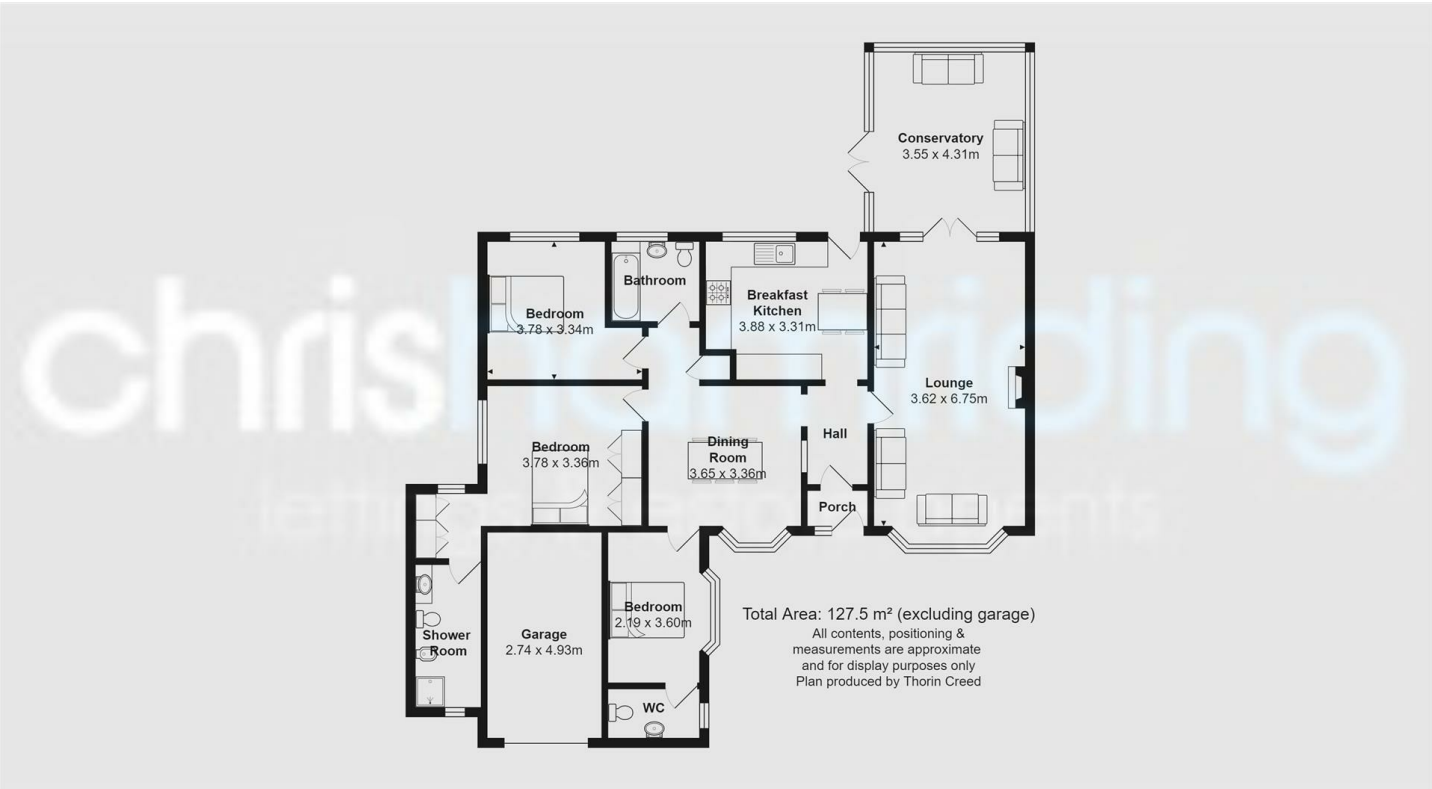 Conservatory
3.55 x 4.31m
Bedroom
3.78 x 3.34m
Bathroom
Breakfast
Kitchen
3.88 x 3.31m
Lounge
3.62 x 6.75m
Bedroom
3.78 x 3.36m
Dining
Room
3.65 x 3.36m
Hall
Porch
Shower
Room
Garage
2.74 x 4.93m
Bedroom
2.19 x 3.60m
WC
Total Area: 127.5 m² (excluding garage)
All contents, positioning &
measurements are approximate
and for display purposes only
Plan produced by Thorin Creed